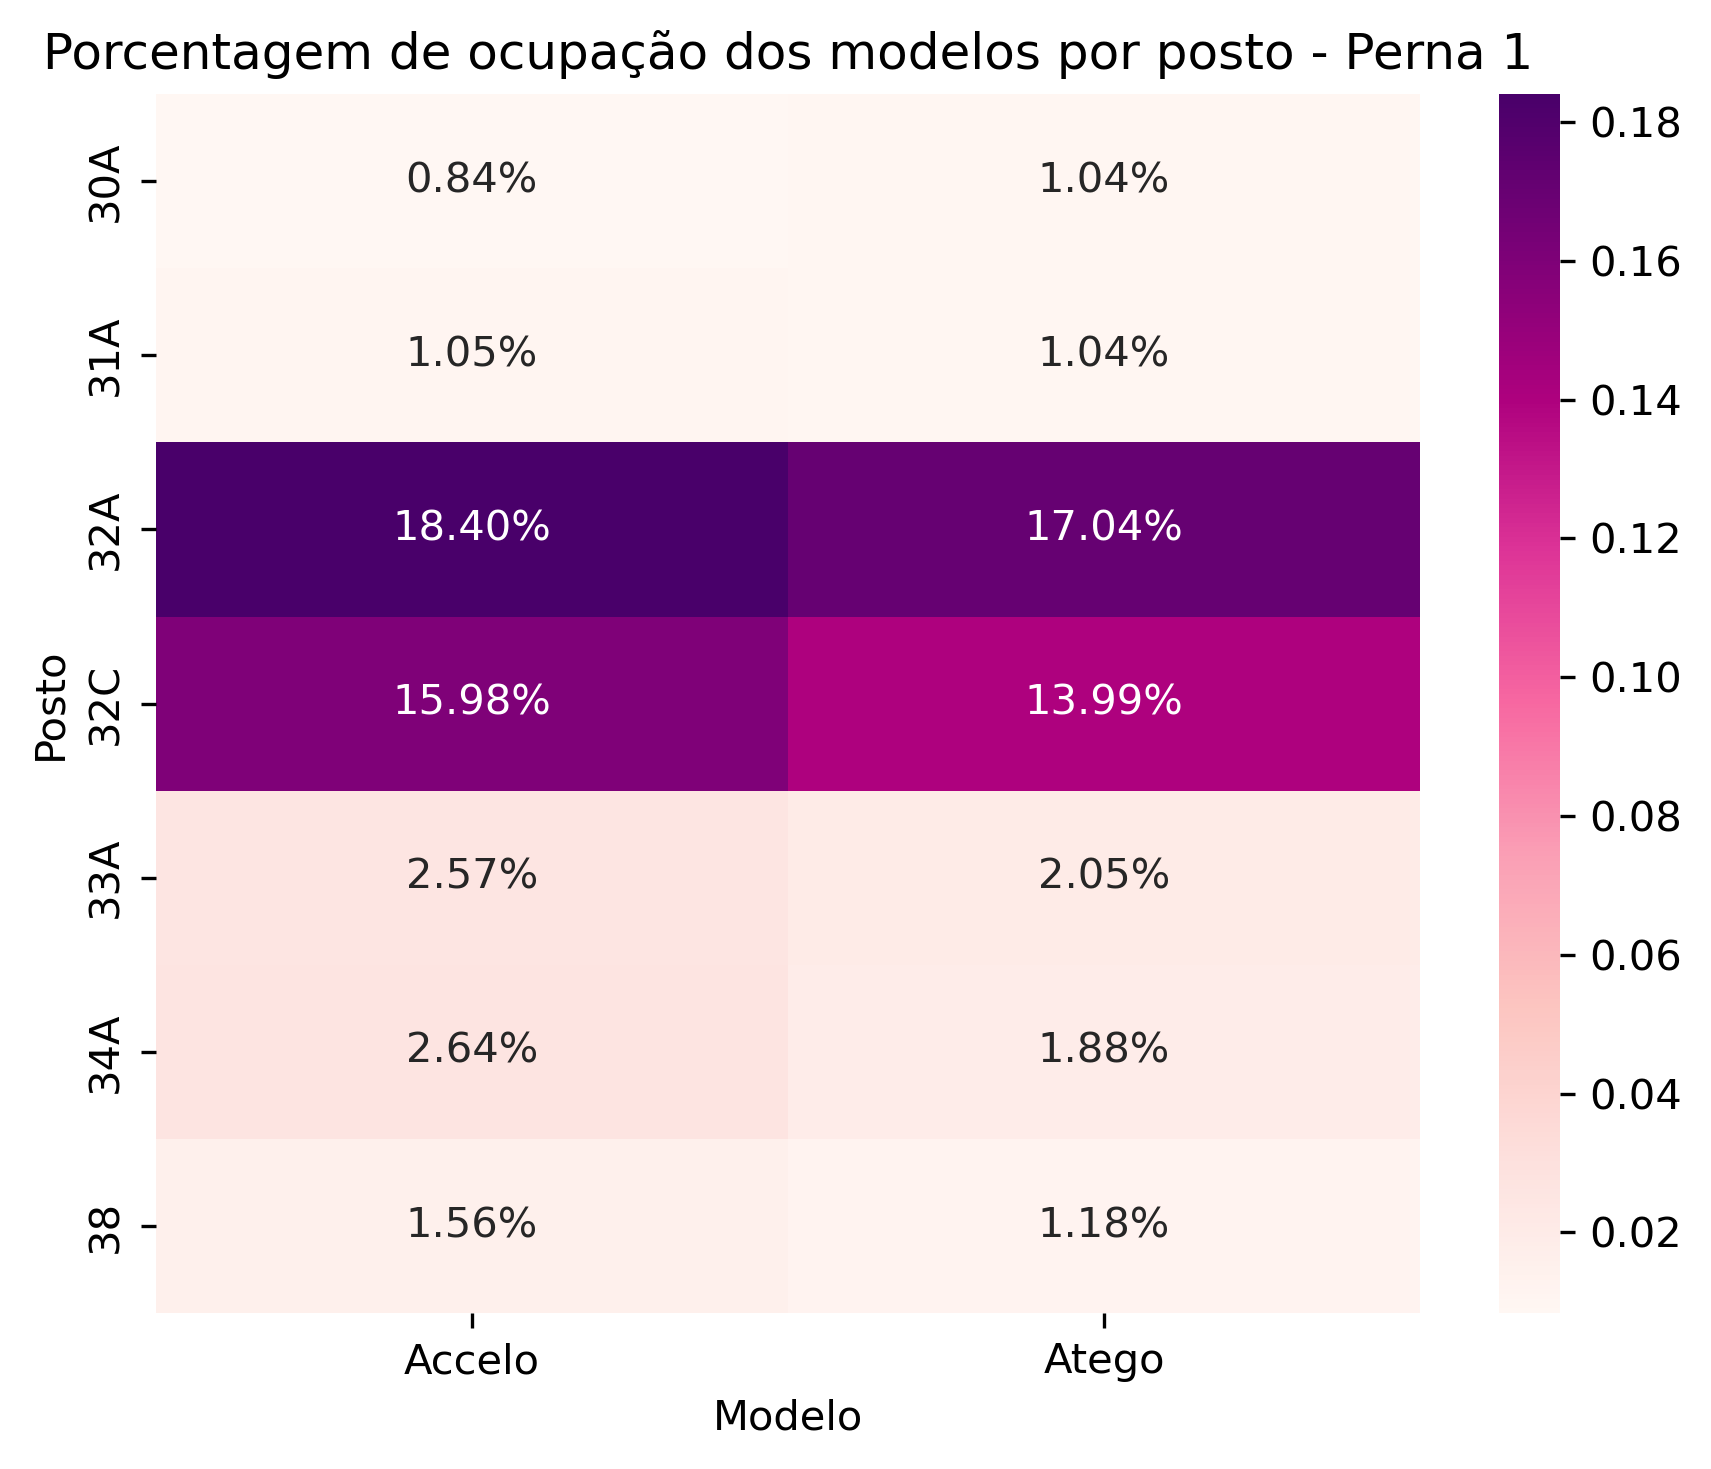 Porcentagem de ocupação dos modelos por posto - Perna 1
Posto
30A
0.84%
1.04%
31A
1.05%
1.04%
32A
18.40%
17.04%
32C
15.98%
13.99%
33A
2.57%
2.05%
34A
2.64%
1.88%
38
1.56%
1.18%
Accelo
Atego
Modelo
0.18
0.16
0.14
0.12
0.10
0.08
0.06
0.04
0.02